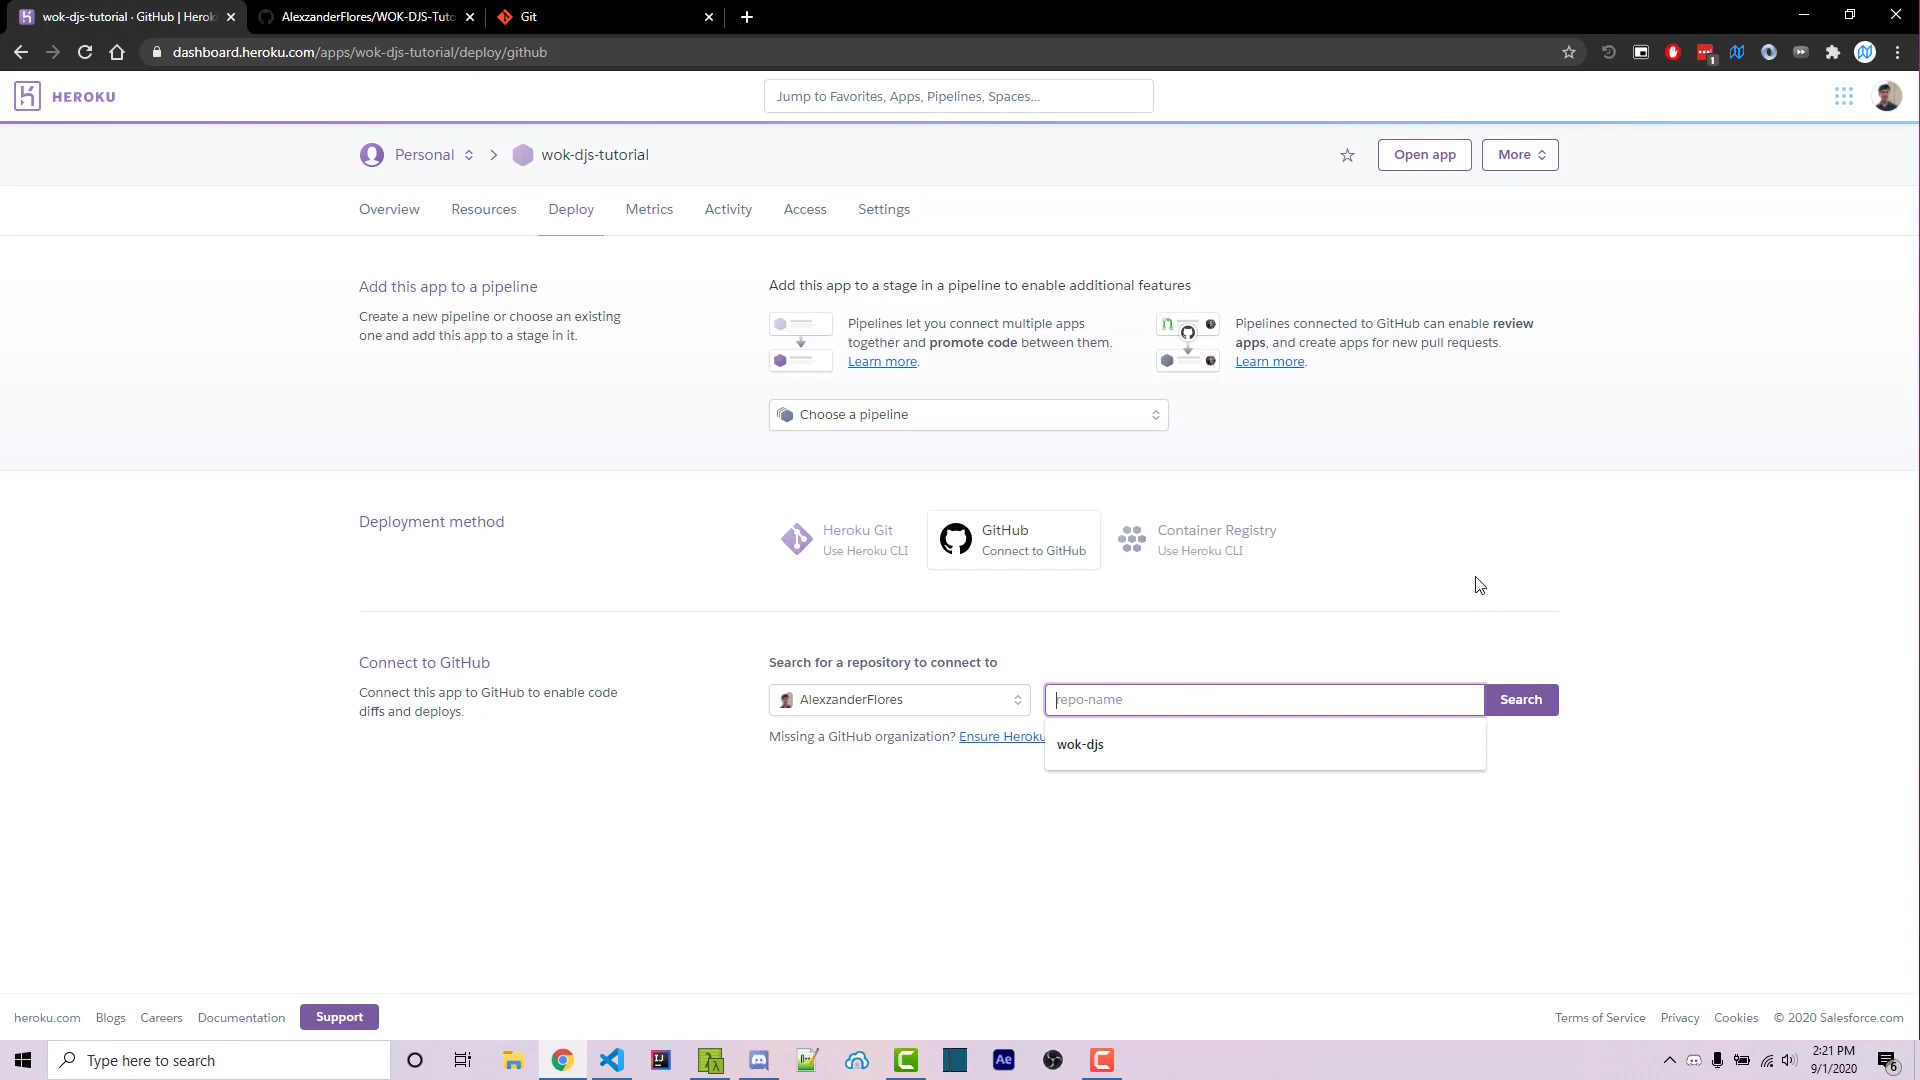 wok-djs-tutorial · GitHub | Herok
AlexzanderFlores/WOK-DJS-Tuto
Git
dashboard.heroku.com/apps/wok-djs-tutorial/deploy/github
1
HEROKU
Jump to Favorites, Apps, Pipelines, Spaces...
Personal
wok-djs-tutorial
Open app
More
Overview
Resources
Deploy
Metrics
Activity
Access
Settings
Add this app to a pipeline
Create a new pipeline or choose an existing
one and add this app to a stage in it.
Add this app to a stage in a pipeline to enable additional features
Pipelines let you connect multiple apps
together and promote code between them.
Learn more.
Pipelines connected to GitHub can enable review
apps, and create apps for new pull requests.
Learn more.
Choose a pipeline
Deployment method
Heroku Git
Use Heroku CLI
GitHub
Connect to GitHub
Container Registry
Use Heroku CLI
Connect to GitHub
Connect this app to GitHub to enable code
diffs and deploys.
Search for a repository to connect to
AlexzanderFlores
repo-name
Search
Missing a GitHub organization? Ensure Heroku
wok-djs
heroku.com
Blogs
Careers
Documentation
Support
Terms of Service
Privacy
Cookies
© 2020 Salesforce.com
Type here to search
IJ
Ae
2:21 PM
9/1/2020
6